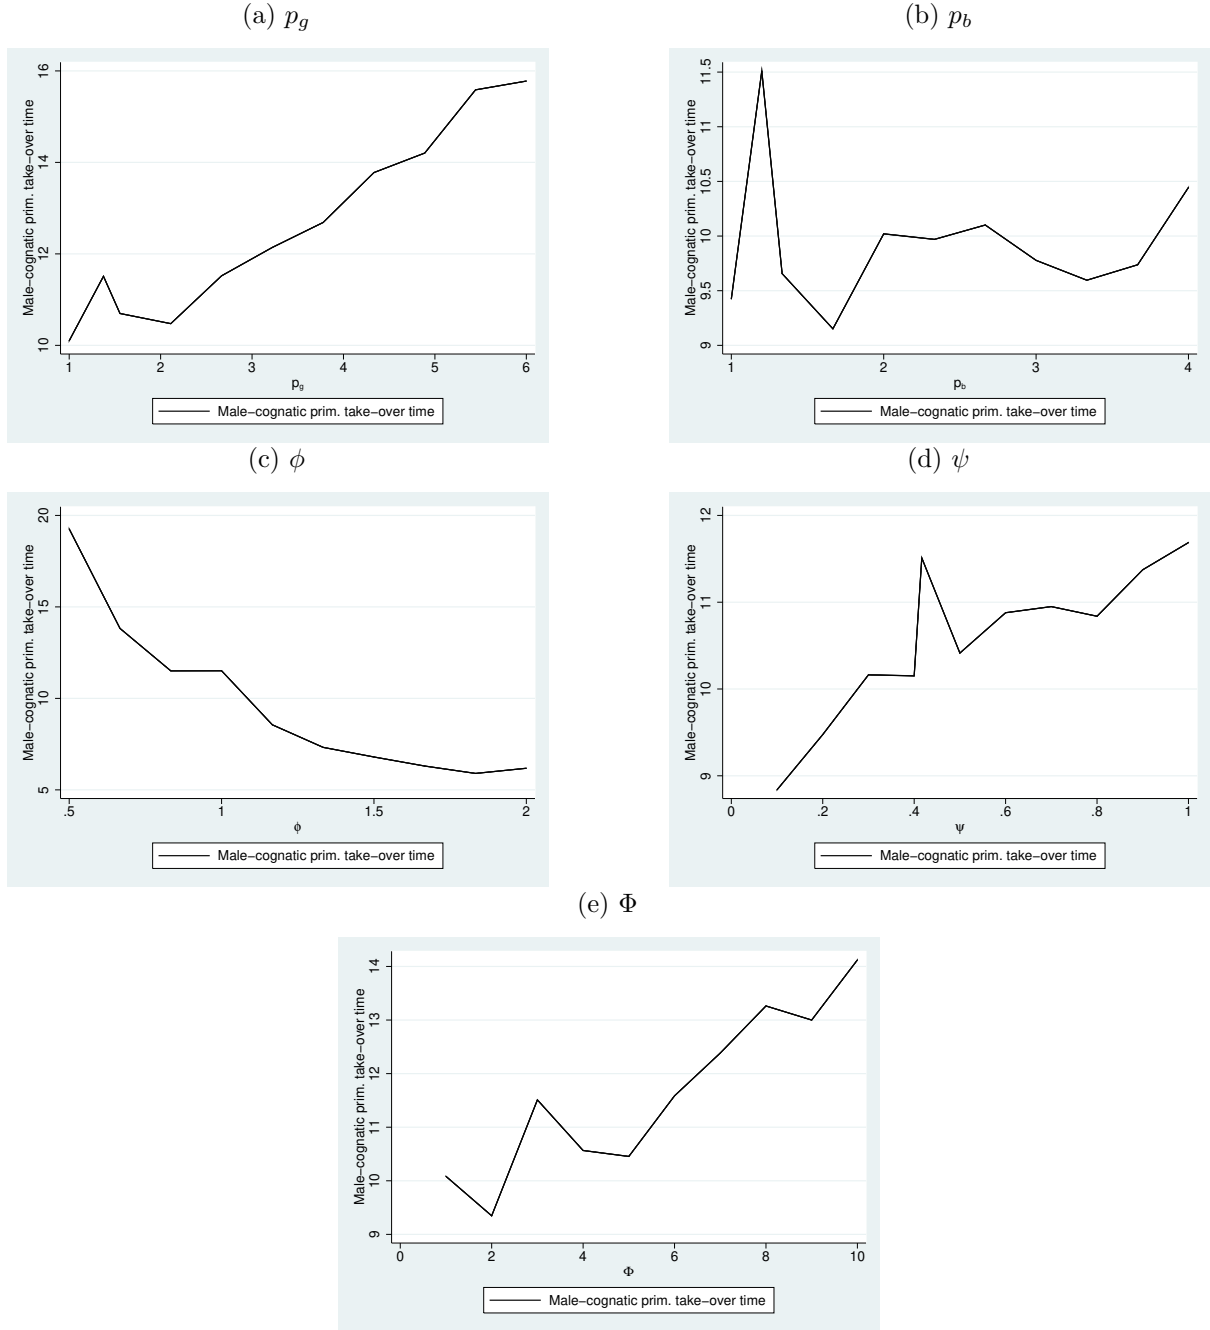 (a) p_g
(b) p_b
Male−cognatic prim. take−over time
16
14
12
10
1 2 3 4 5 6
p_g
Male−cognatic prim. take−over time
Male−cognatic prim. take−over time
11.5
11
10.5
10
9.5
9
1 2 3 4
p_b
Male−cognatic prim. take−over time
(c) ϕ
(d) ψ
Male−cognatic prim. take−over time
20
15
10
5
.5 1 1.5 2
ϕ
Male−cognatic prim. take−over time
Male−cognatic prim. take−over time
12
11
10
9
0 .2 .4 .6 .8 1
ψ
Male−cognatic prim. take−over time
(e) Φ
Male−cognatic prim. take−over time
14
13
12
11
10
9
0 2 4 6 8 10
Φ
Male−cognatic prim. take−over time